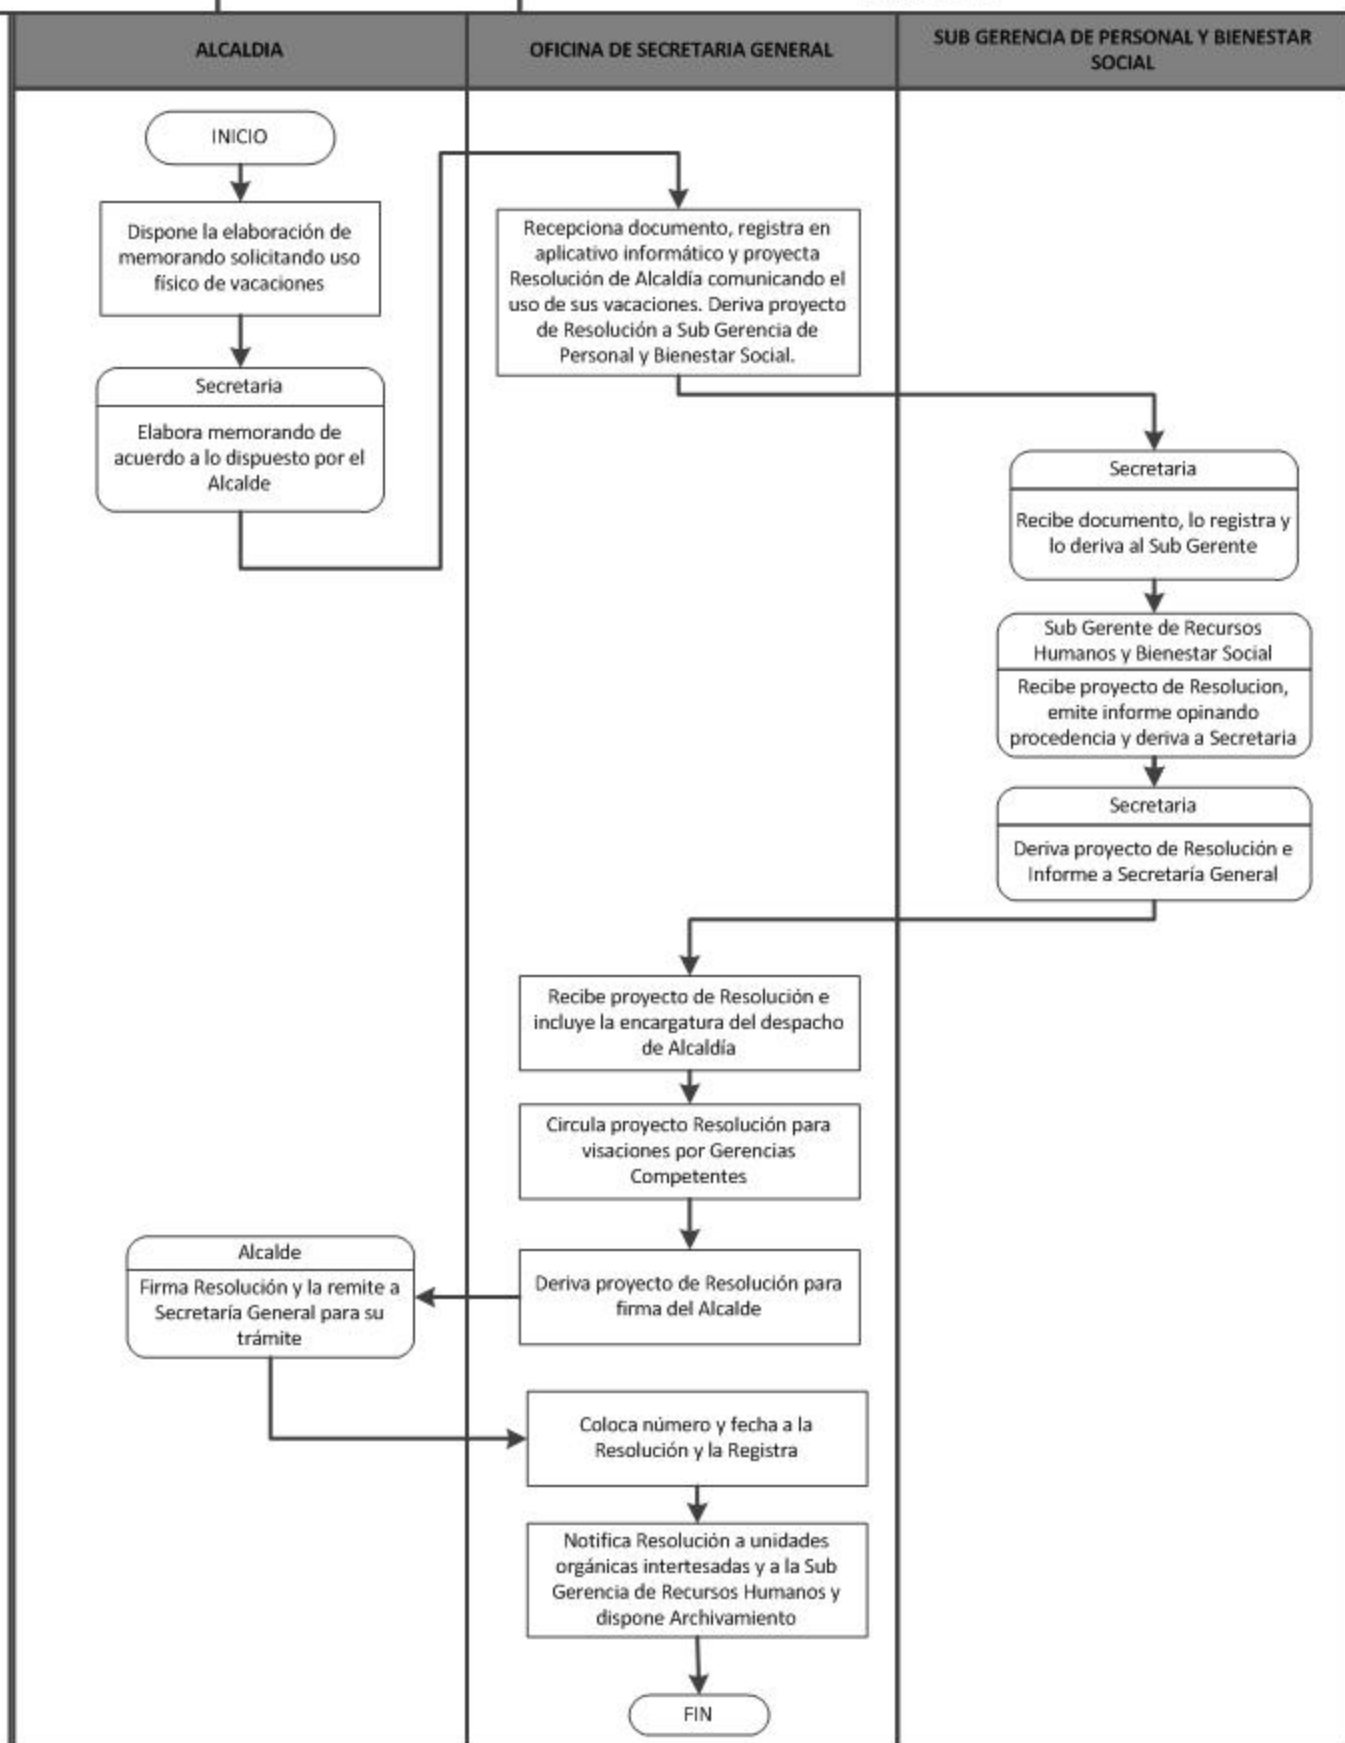 ALCALDIA
OFICINA DE SECRETARIA GENERAL
SUB GERENCIA DE PERSONAL Y BIENESTAR
SOCIAL
INICIO
Dispone la elaboración de
memorando solicitando uso
físico de vacaciones
Secretaria
Elabora memorando de
acuerdo a lo dispuesto por el
Alcalde
Recepciona documento, registra en
aplicativo informático y proyecta
Resolución de Alcaldía comunicando el
uso de sus vacaciones. Deriva proyecto
de Resolución a Sub Gerencia de
Personal y Bienestar Social.
Secretaria
Recibe documento, lo registra y
lo deriva al Sub Gerente
Sub Gerente de Recursos
Humanos y Bienestar Social
Recibe proyecto de Resolucion,
emite informe opinando
procedencia y deriva a Secretaria
Secretaria
Deriva proyecto de Resolución e
Informe a Secretaría General
Recibe proyecto de Resolución e
incluye la encargatura del despacho
de Alcaldía
Circula proyecto Resolución para
visaciones por Gerencias
Competentes
Deriva proyecto de Resolución para
firma del Alcalde
Alcalde
Firma Resolución y la remite a
Secretaría General para su
trámite
Coloca número y fecha a la
Resolución y la Registra
Notifica Resolución a unidades
orgánicas intertesadas y a la Sub
Gerencia de Recursos Humanos y
dispone Archivamiento
FIN